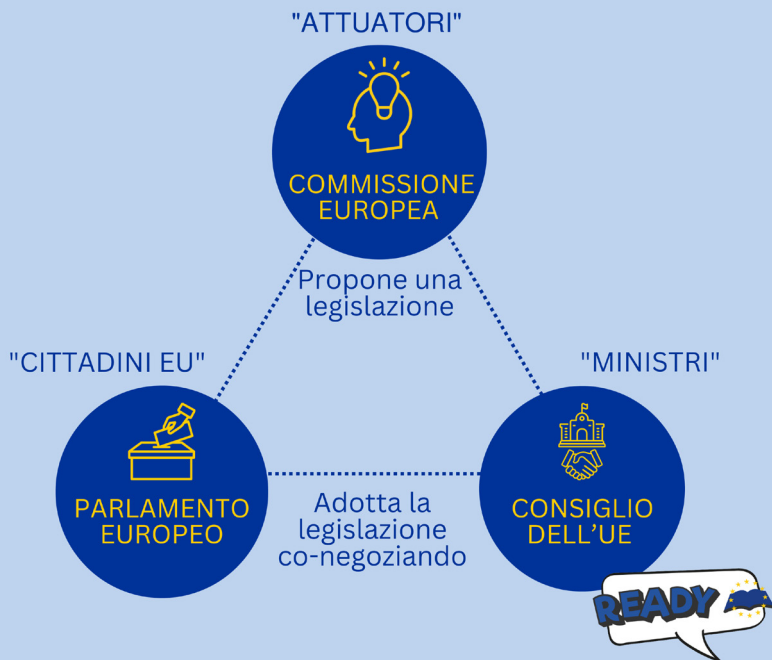 "ATTUATORI"
COMMISSIONE
EUROPEA
Propone una
legislazione
"CITTADINI EU"
"MINISTRI"
PARLAMENTO
EUROPEO
Adotta la
legislazione
co-negoziando
CONSIGLIO
DELL'UE
READY